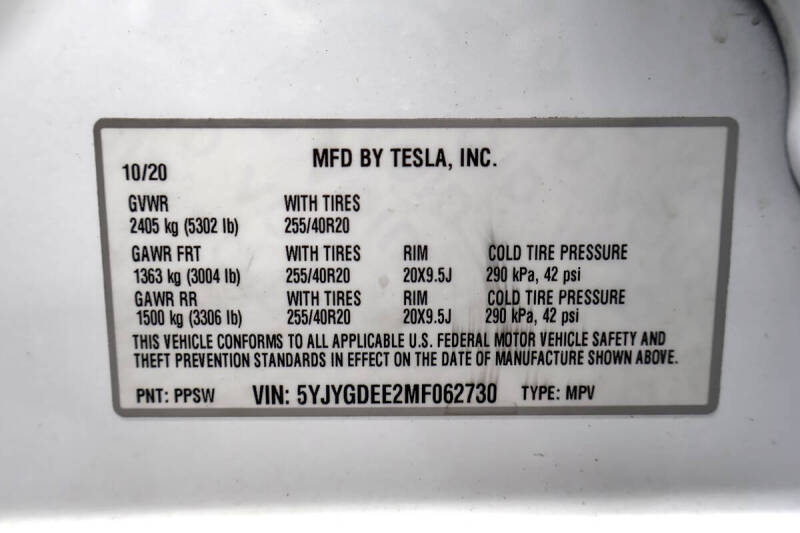 MFD BY TESLA, INC.
10/20
GVWR WITH TIRES
2405 kg (5302 lb) 255/40R20
GAWR FRT WITH TIRES RIM COLD TIRE PRESSURE
1363 kg (3004 lb) 255/40R20 20X9.5J 290 kPa, 42 psi
GAWR RR WITH TIRES RIM COLD TIRE PRESSURE
1500 kg (3306 lb) 255/40R20 20X9.5J 290 kPa, 42 psi
THIS VEHICLE CONFORMS TO ALL APPLICABLE U.S. FEDERAL MOTOR VEHICLE SAFETY AND
THEFT PREVENTION STANDARDS IN EFFECT ON THE DATE OF MANUFACTURE SHOWN ABOVE.
PNT: PPSW VIN: 5YJYGDEE2MF062730 TYPE: MPV